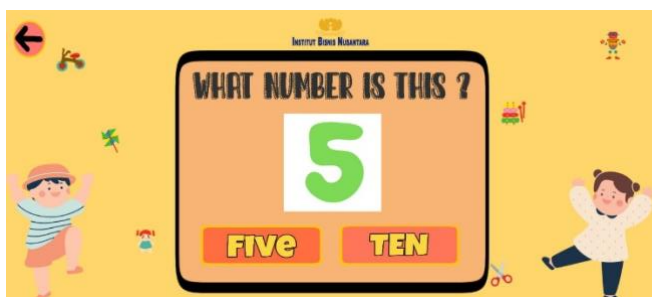 INSTITUT BISNIS NUSANTARA
WHAT NUMBER IS THIS ?
5
FIVE
TEN